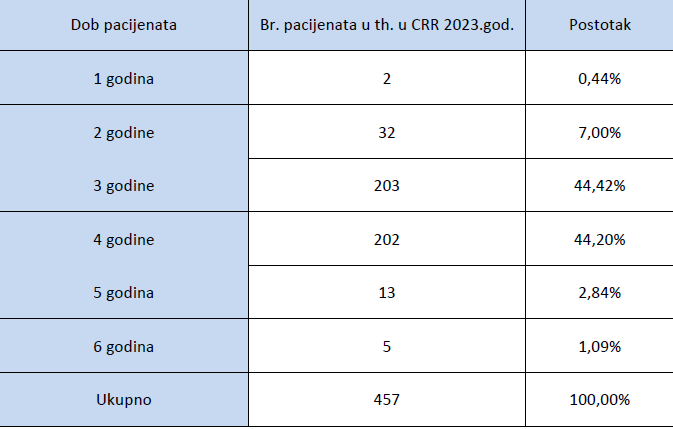 Dob pacijenata Br. pacijenata u th. u CRR 2023.god. Postotak
1 godina 2 0,44%
2 godine 32 7,00%
3 godine 203 44,42%
4 godine 202 44,20%
5 godina 13 2,84%
6 godina 5 1,09%
Ukupno 457 100,00%